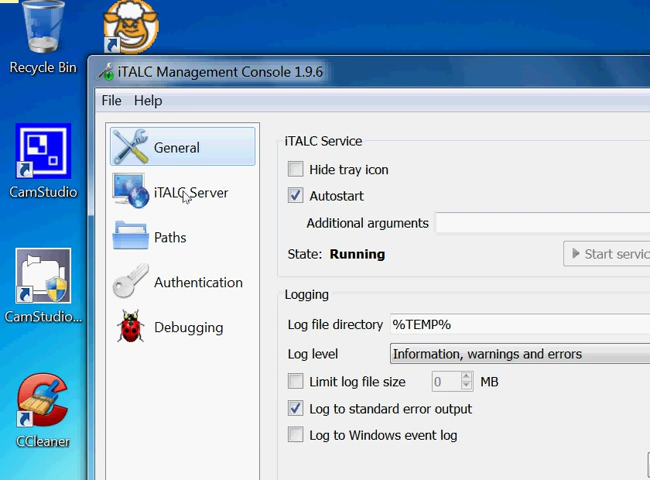 Recycle Bin
CamStudio
CamStudio...
CCleaner
iTALC Management Console 1.9.6
File Help
General
iTALC Server
Paths
Authentication
Debugging
iTALC Service
Hide tray icon
Autostart
Additional arguments
State: Running
Start servic
Logging
Log file directory %TEMP%
Log level Information, warnings and errors
Limit log file size 0 MB
Log to standard error output
Log to Windows event log